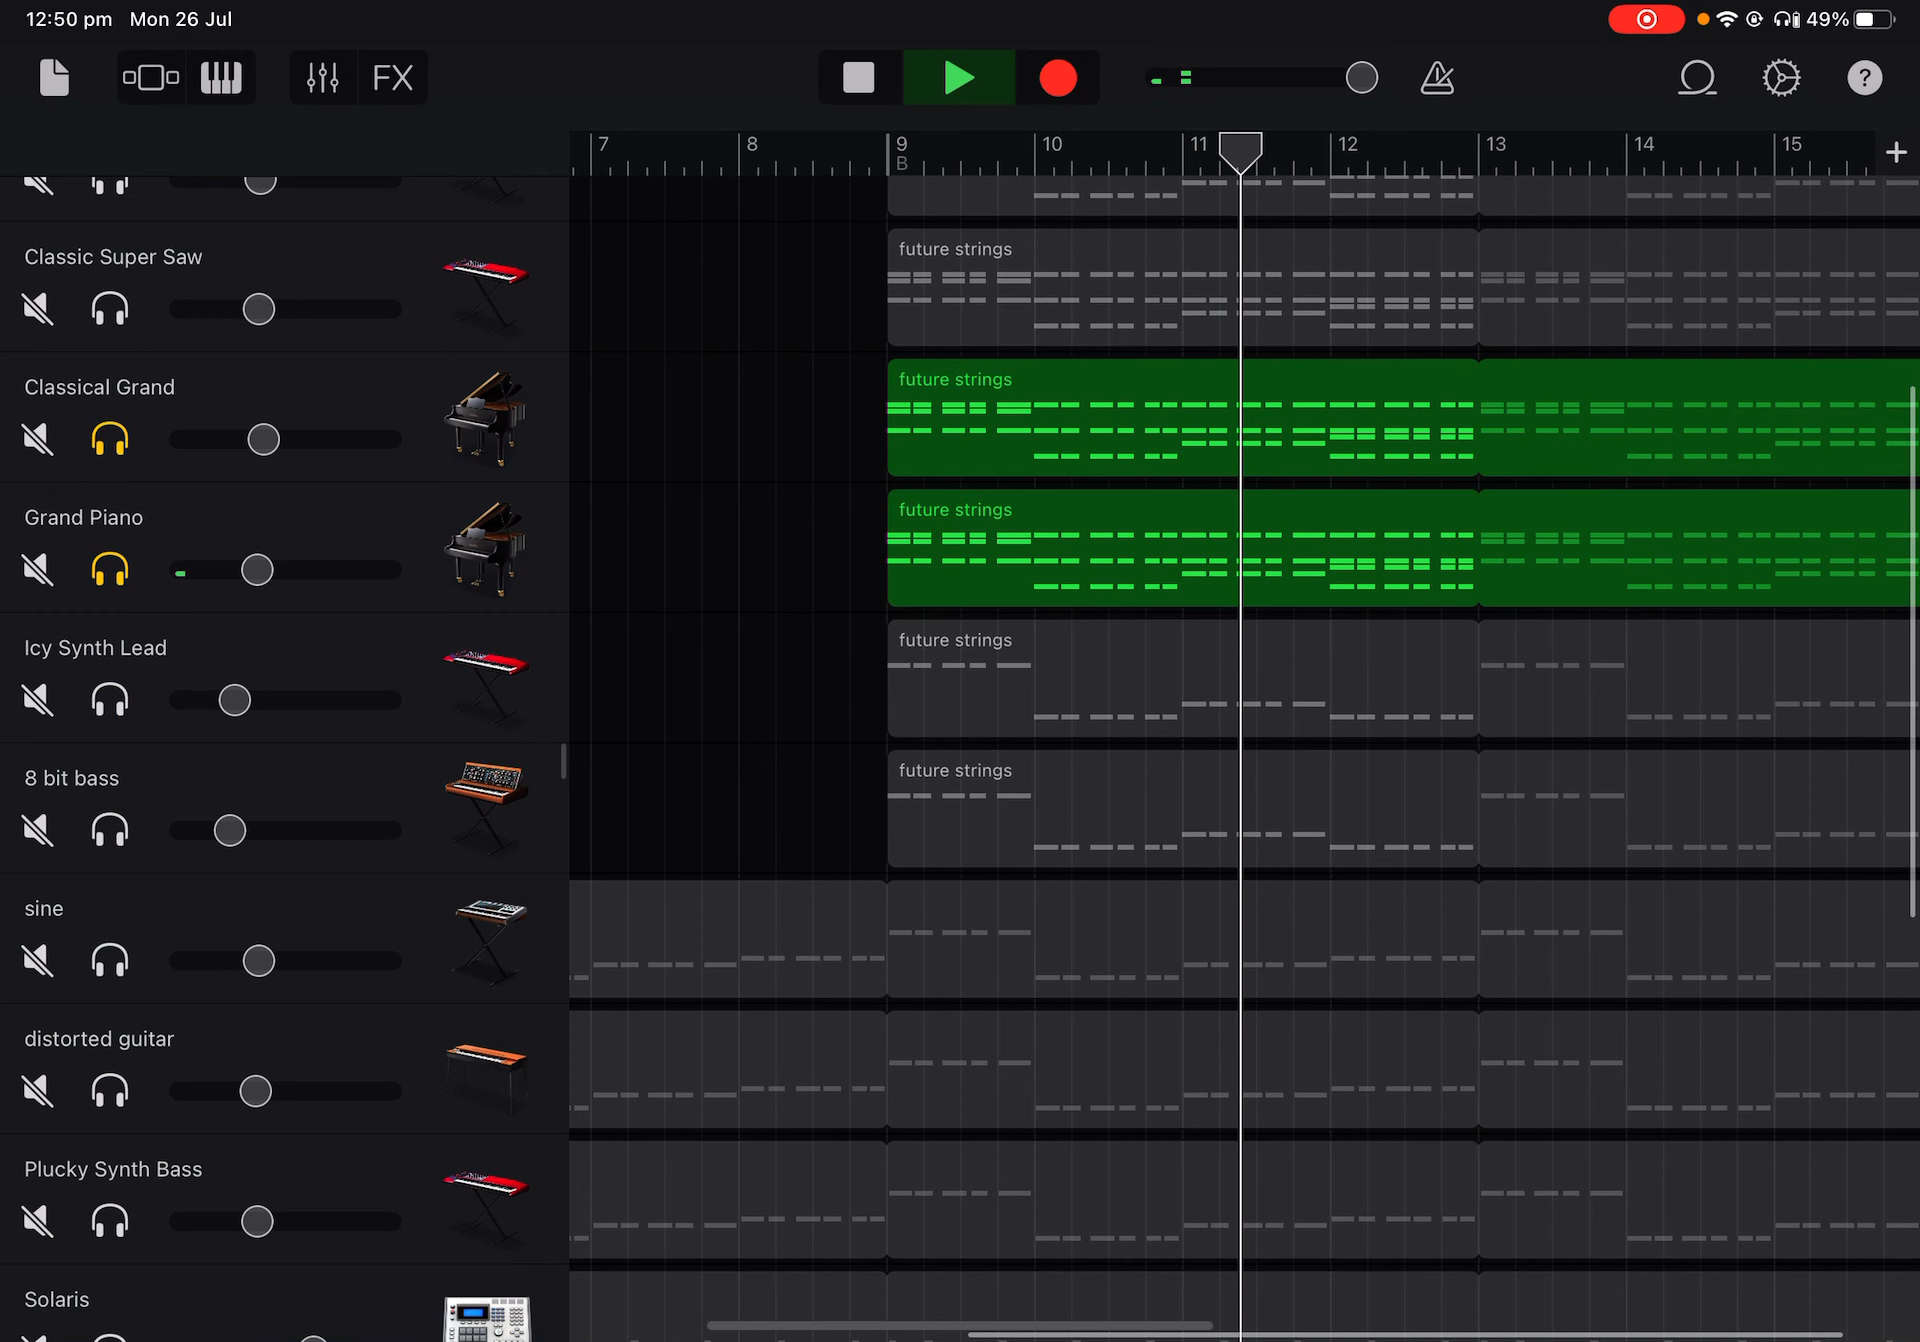 12:50 pm Mon 26 Jul
49%
FX
?
7 8 9 10 11 12 13 14 15
B
+
Classic Super Saw
future strings
Classical Grand
future strings
Grand Piano
future strings
Icy Synth Lead
future strings
8 bit bass
future strings
sine
distorted guitar
Plucky Synth Bass
Solaris